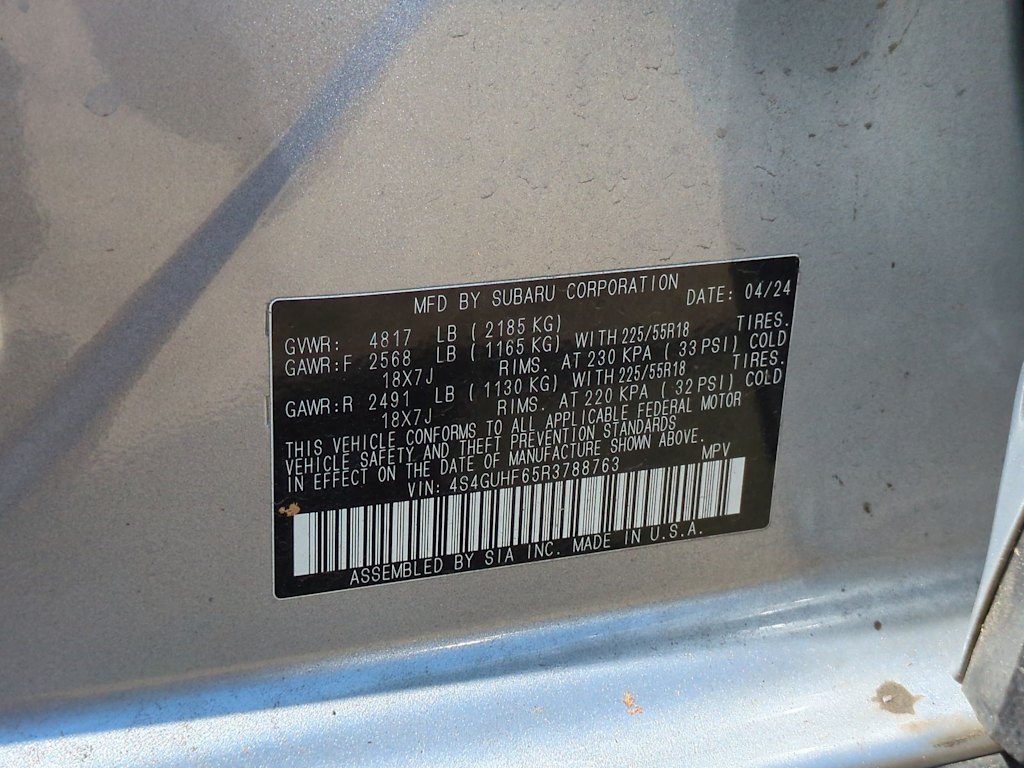 MFD BY SUBARU CORPORATION DATE: 04/24
GVWR: 4817 LB ( 2185 KG)
GAWR:F 2568 LB ( 1165 KG) WITH 225/55R18 TIRES.
18X7J RIMS. AT 230 KPA ( 33 PSI) COLD
GAWR:R 2491 LB ( 1130 KG) WITH 225/55R18 TIRES.
18X7J RIMS. AT 220 KPA ( 32 PSI) COLD
THIS VEHICLE CONFORMS TO ALL APPLICABLE FEDERAL MOTOR
VEHICLE SAFETY AND THEFT PREVENTION STANDARDS
IN EFFECT ON THE DATE OF MANUFACTURE SHOWN ABOVE.
VIN: 4S4GUHF65R3788763 MPV
ASSEMBLED BY SIA INC. MADE IN U.S.A.